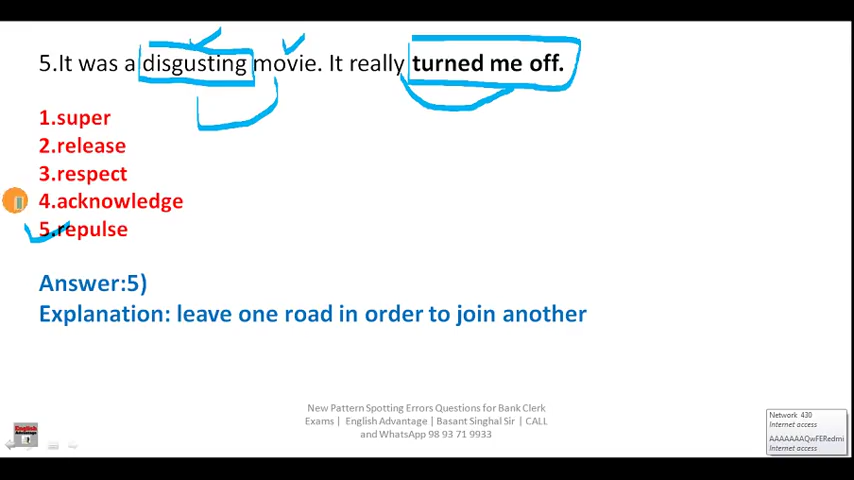 5.It was a disgusting movie. It really turned me off.
1.super
2.release
3.respect
4.acknowledge
5.repulse
Answer:5)
Explanation: leave one road in order to join another
New Pattern Spotting Errors Questions for Bank Clerk
Exams | English Advantage | Basant Singhal Sir | CALL
and WhatsApp 98 93 71 9933
English
Advantage
Network 430
Internet access
AAAAAAAQwFERedmi
Internet access